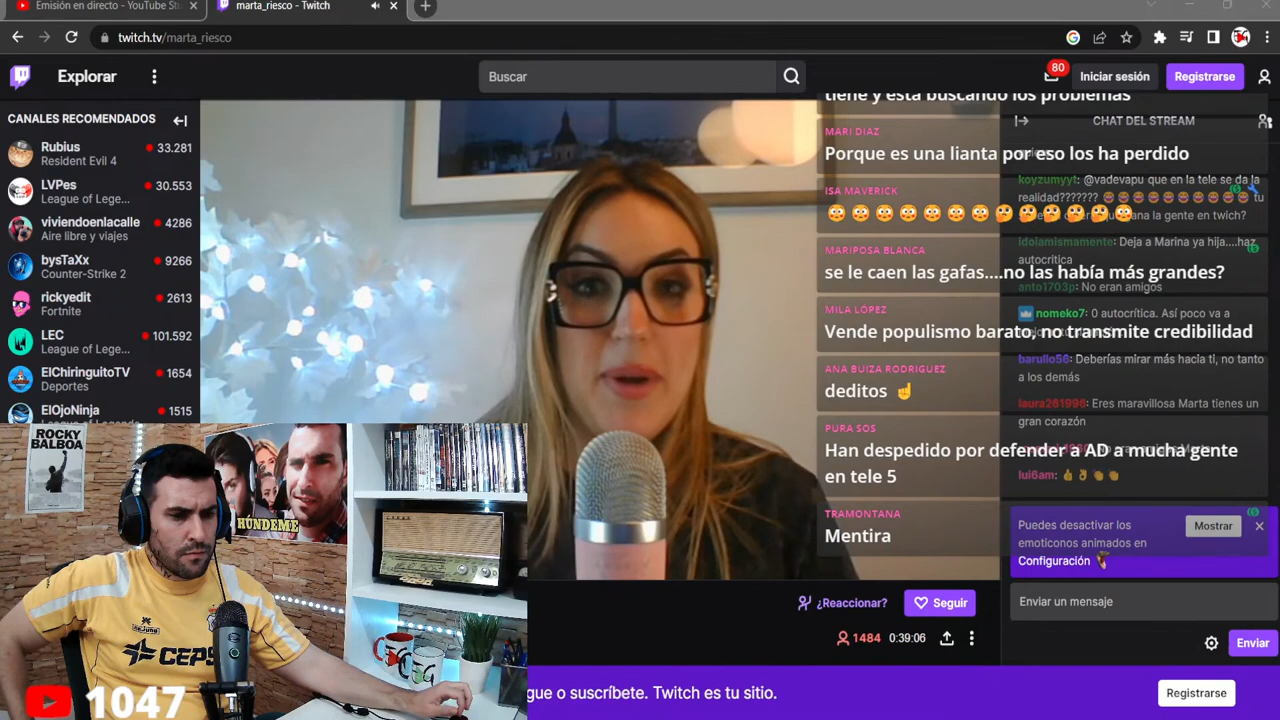 Emisión en directo - YouTube St
marta_riesco - Twitch
twitch.tv/marta_riesco
Explorar
Buscar
80
Iniciar sesión
Registrarse
CANALES RECOMENDADOS
Rubius
33.281
Resident Evil 4
LVPes
30.553
League of Lege...
viviendoenlacalle
4286
Aire libre y viajes
bysTaXx
9266
Counter-Strike 2
rickyedit
2613
Fortnite
LEC
101.592
League of Lege...
ElChiringuitoTV
1654
Deportes
ElOjoNinja
1515
tiene y esta buscando los problemas
MARI DIAZ
Porque es una lianta por eso los ha perdido
ISA MAVERICK
😳😳😳😳😳😳😳🤔🤔🤔🤔🤔😳
MARIPOSA BLANCA
se le caen las gafas....no las había más grandes?
MILA LÓPEZ
Vende populismo barato, no transmite credibilidad
ANA BUIZA RODRIGUEZ
deditos ☝
PURA SOS
Han despedido por defender a AD a mucha gente
en tele 5
TRAMONTANA
Mentira
CHAT DEL STREAM
koyzumyyt: @vadevapu que en la tele se da la
realidad???????
tu
la gente en twich?
idolamismamente: Deja a Marina ya hija....haz
autocritica
anto1703p: No eran amigos
nomeko7: 0 autocrítica. Así poco va a
barullo56: Deberías mirar más hacia ti, no tanto
a los demás
laura261996: Eres maravillosa Marta tienes un
gran corazón
lui6am: 👍👌👏👏
Puedes desactivar los
emoticonos animados en
Configuración
Mostrar
Enviar un mensaje
Enviar
¿Reaccionar?
Seguir
1484
0:39:06
gue o suscríbete. Twitch es tu sitio.
Registrarse
ROCKY
BALBOA
HÚNDEME
CEPS
1047